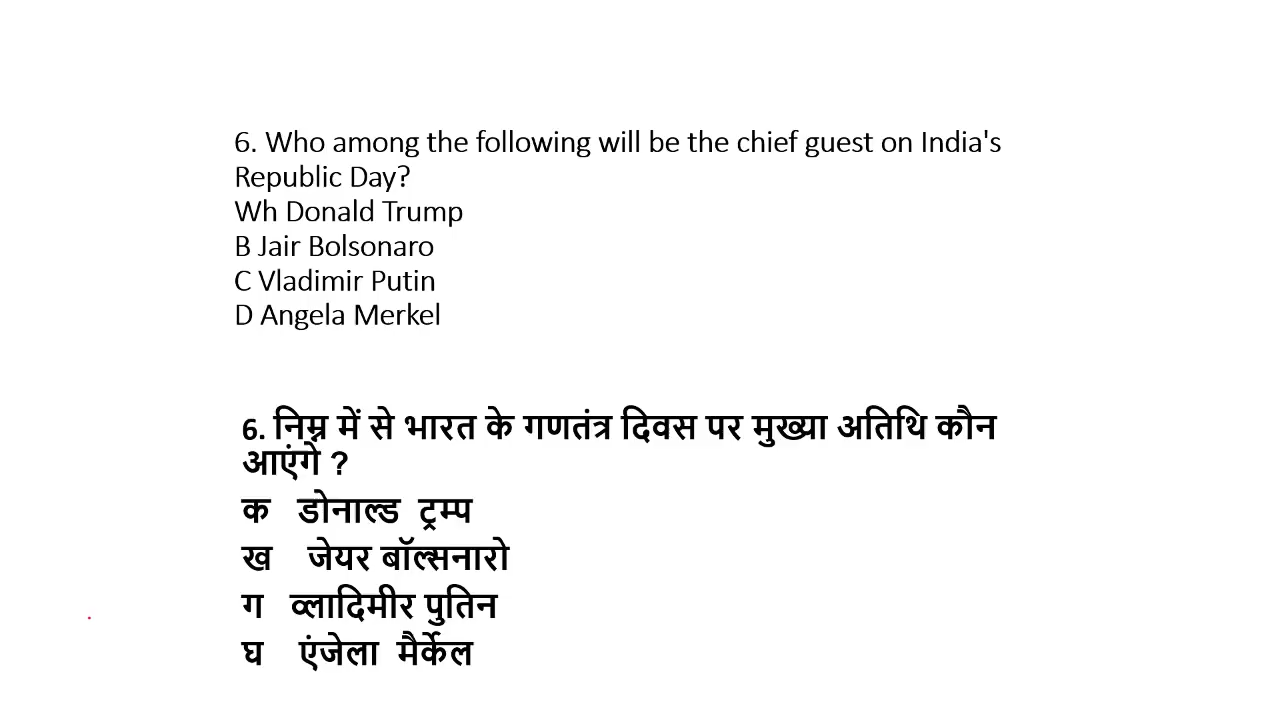 6. Who among the following will be the chief guest on India's
Republic Day?
Wh Donald Trump
B Jair Bolsonaro
C Vladimir Putin
D Angela Merkel
6. निम्न में से भारत के गणतंत्र दिवस पर मुख्या अतिथि कौन
आएंगे ?
क डोनाल्ड ट्रम्प
ख जेयर बॉल्सनारो
ग व्लादिमीर पुतिन
घ एंजेला मैर्केल